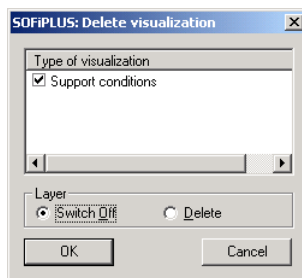 SOFiPLUS: Delete visualization
Type of visualization
Support conditions
Layer
Switch Off
Delete
OK
Cancel